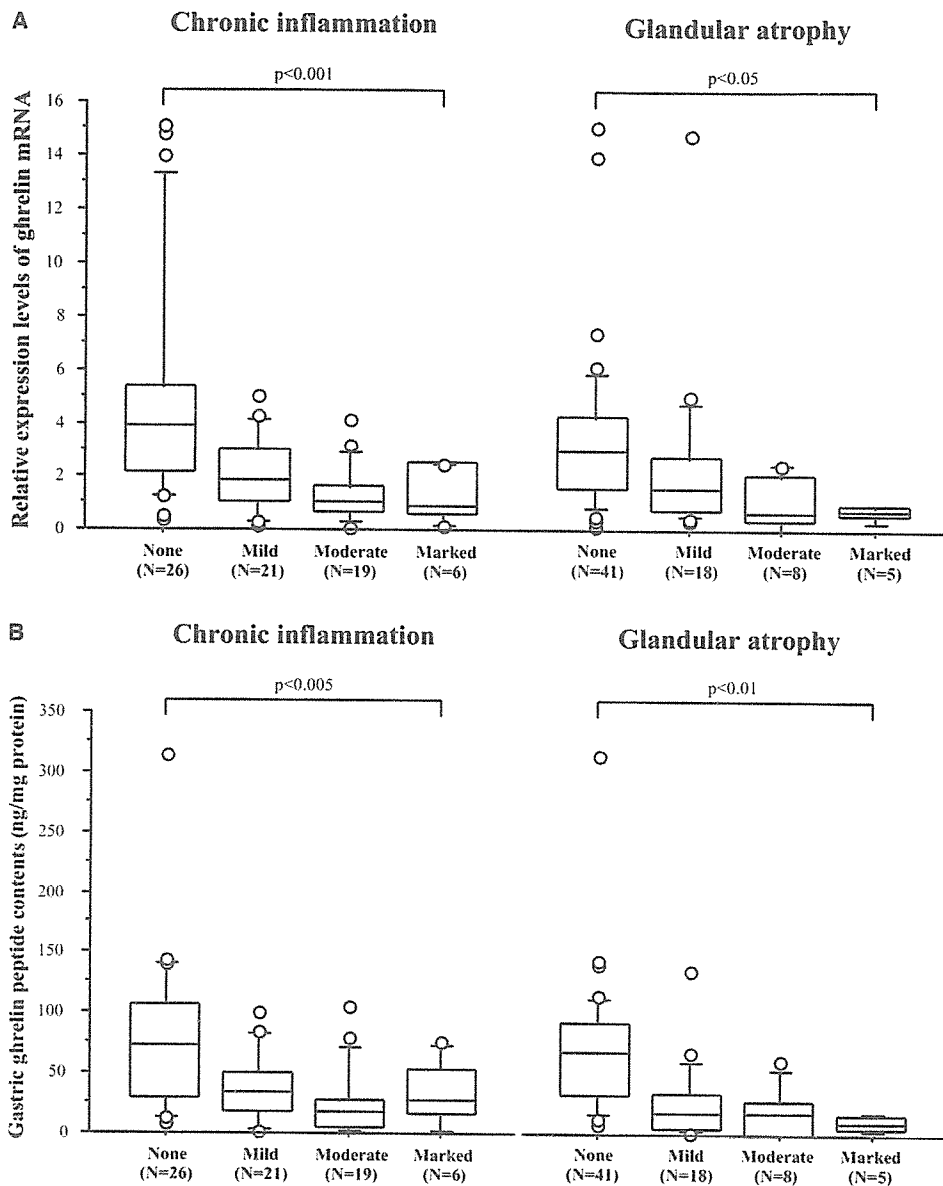 A
Chronic inflammation
Glandular atrophy
p<0.001
p<0.05
Relative expression levels of ghrelin mRNA
16
14
12
10
8
6
4
2
0
None Mild Moderate Marked None Mild Moderate Marked
(N=26) (N=21) (N=19) (N=6) (N=41) (N=18) (N=8) (N=5)
B
Chronic inflammation
Glandular atrophy
p<0.005
p<0.01
Gastric ghrelin peptide contents (ng/mg protein)
350
300
250
200
150
100
50
0
None Mild Moderate Marked None Mild Moderate Marked
(N=26) (N=21) (N=19) (N=6) (N=41) (N=18) (N=8) (N=5)